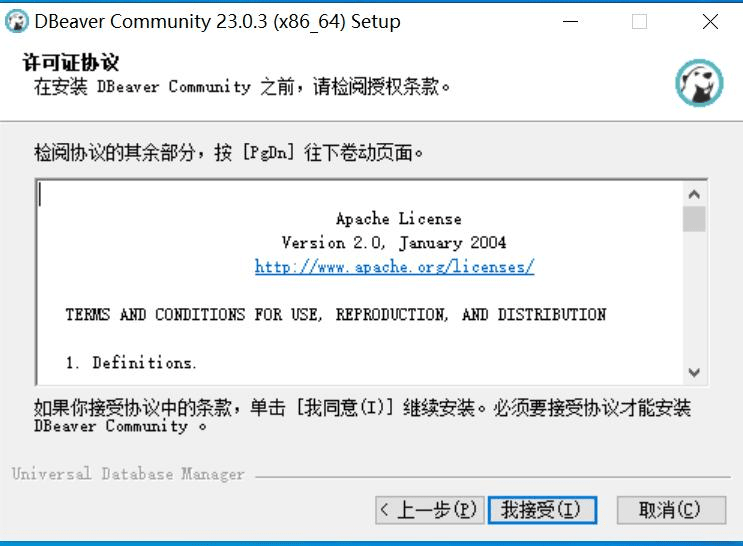 DBeaver Community 23.0.3 (x86_64) Setup
许可证协议
在安装 DBeaver Community 之前，请检阅授权条款。
检阅协议的其余部分，按 [PgDn] 往下卷动页面。
Apache License
Version 2.0, January 2004
http://www.apache.org/licenses/
TERMS AND CONDITIONS FOR USE, REPRODUCTION, AND DISTRIBUTION
1. Definitions.
如果你接受协议中的条款，单击 [我同意(I)] 继续安装。必须要接受协议才能安装
DBeaver Community 。
Universal Database Manager
< 上一步(P) 我接受(I) 取消(C)